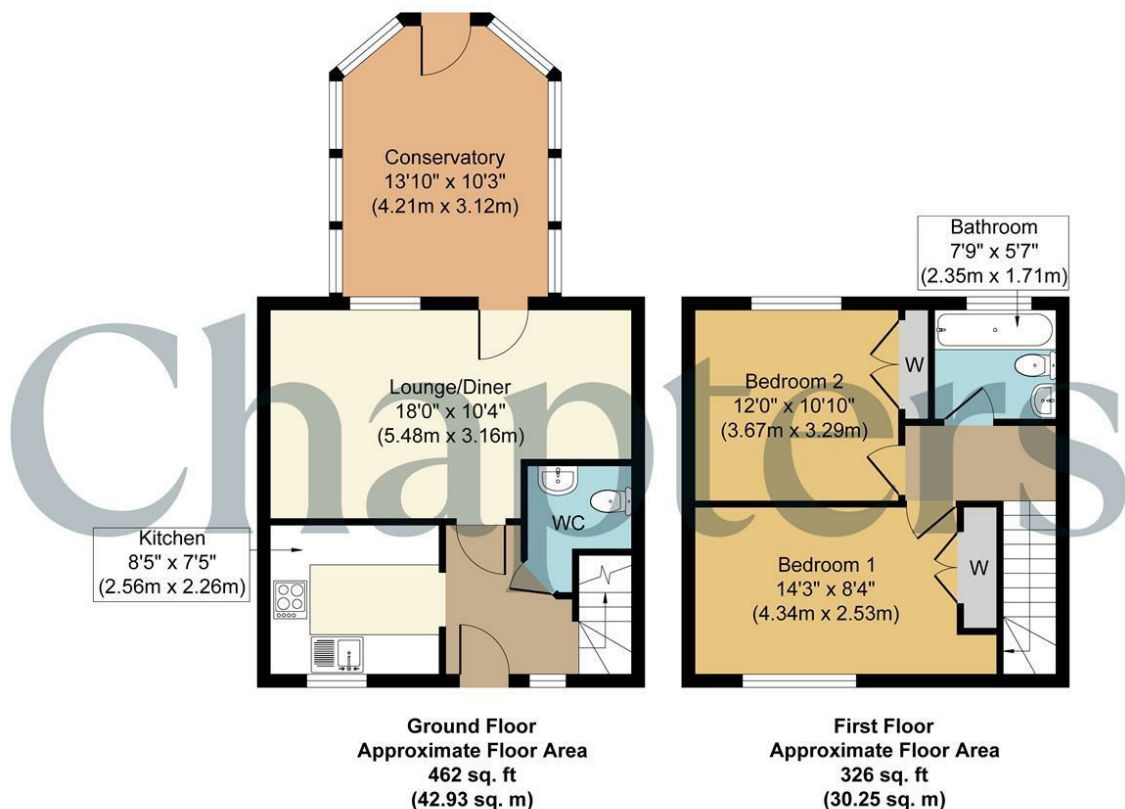 Conservatory
13'10" x 10'3"
(4.21m x 3.12m)
Bathroom
7'9" x 5'7"
(2.35m x 1.71m)
Lounge/Diner
18'0" x 10'4"
(5.48m x 3.16m)
Bedroom 2
12'0" x 10'10"
(3.67m x 3.29m)
W
Chapters
WC
Kitchen
8'5" x 7'5"
(2.56m x 2.26m)
Bedroom 1
14'3" x 8'4"
(4.34m x 2.53m)
W
Ground Floor
Approximate Floor Area
462 sq. ft
(42.93 sq. m)
First Floor
Approximate Floor Area
326 sq. ft
(30.25 sq. m)